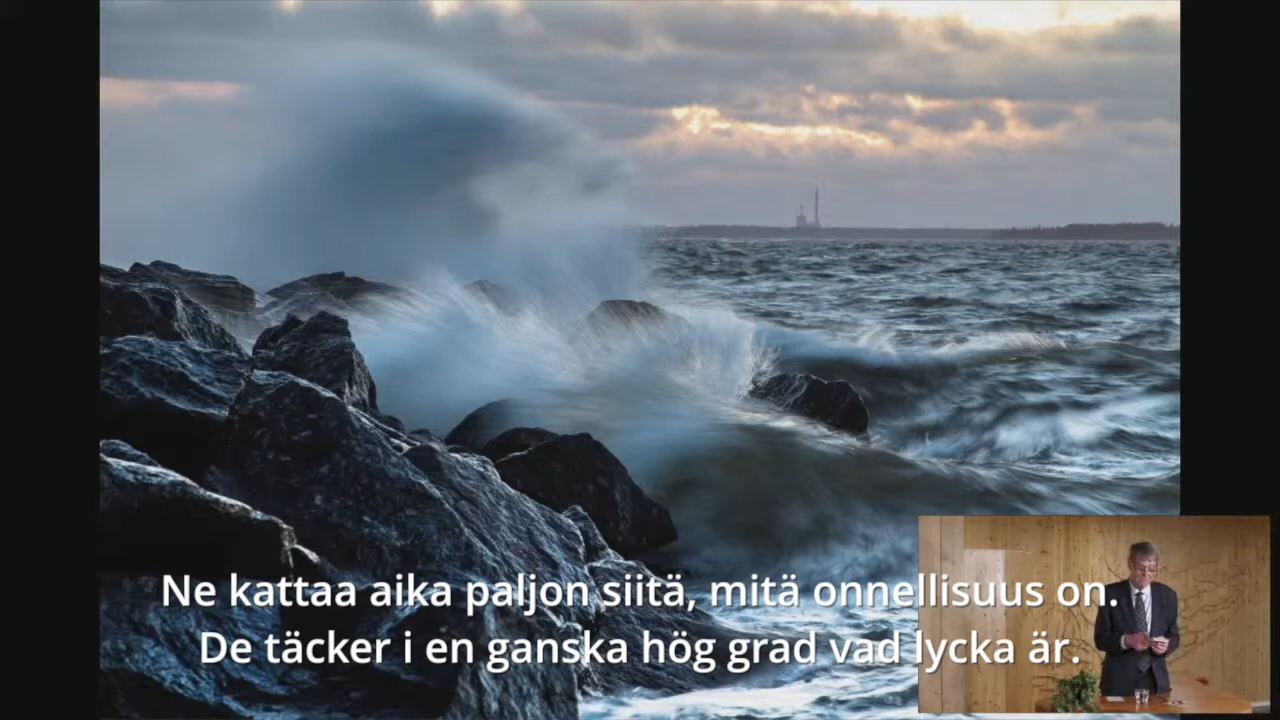 Ne kattaa aika paljon siitä, mitä onnellisuus on.
De täcker i en ganska hög grad vad lycka är.